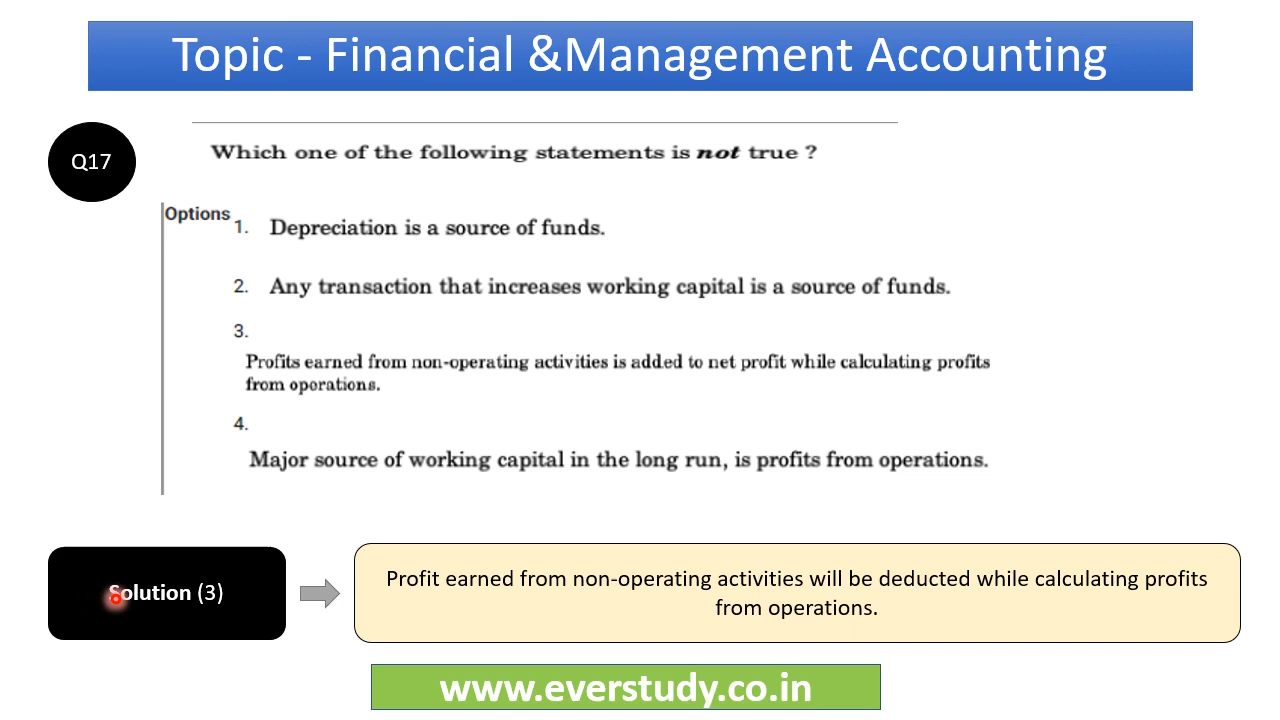 Topic - Financial &Management Accounting
Q17
Which one of the following statements is not true ?
Options
1. Depreciation is a source of funds.
2. Any transaction that increases working capital is a source of funds.
3.
Profits earned from non-operating activities is added to net profit while calculating profits
from operations.
4.
Major source of working capital in the long run, is profits from operations.
Solution (3)
Profit earned from non-operating activities will be deducted while calculating profits
from operations.
www.everstudy.co.in